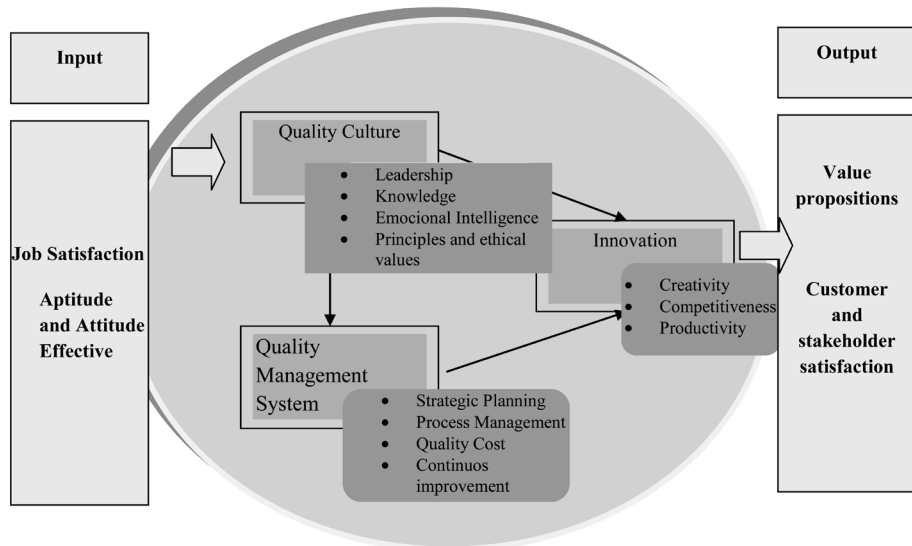 Input
Output
Job Satisfaction
Aptitude
and Attitude
Effective
Quality Culture
• Leadership
• Knowledge
• Emocional Intelligence
• Principles and ethical
values
Quality
Management
System
• Strategic Planning
• Process Management
• Quality Cost
• Continuos
improvement
Innovation
• Creativity
• Competitiveness
• Productivity
Value
propositions
Customer
and
stakeholder
satisfaction